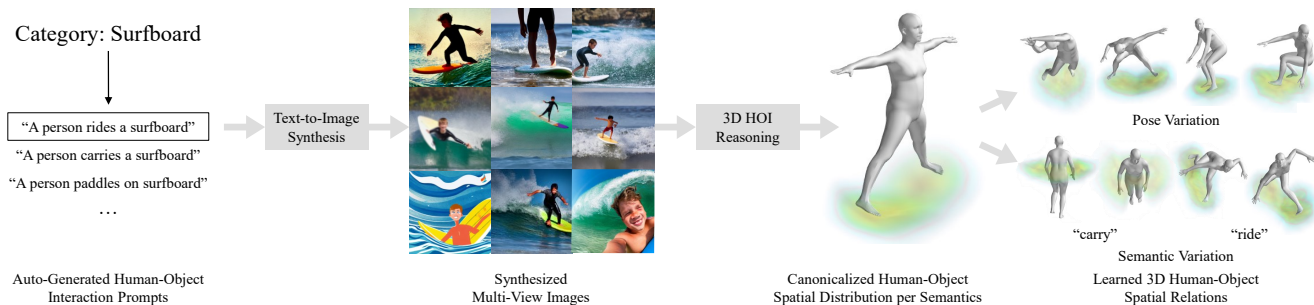 Category: Surfboard
“A person rides a surfboard”
“A person carries a surfboard”
“A person paddles on surfboard”
…
Auto-Generated Human-Object
Interaction Prompts
Text-to-Image
Synthesis
Synthesized
Multi-View Images
3D HOI
Reasoning
Canonicalized Human-Object
Spatial Distribution per Semantics
Pose Variation
“carry”
“ride”
Semantic Variation
Learned 3D Human-Object
Spatial Relations